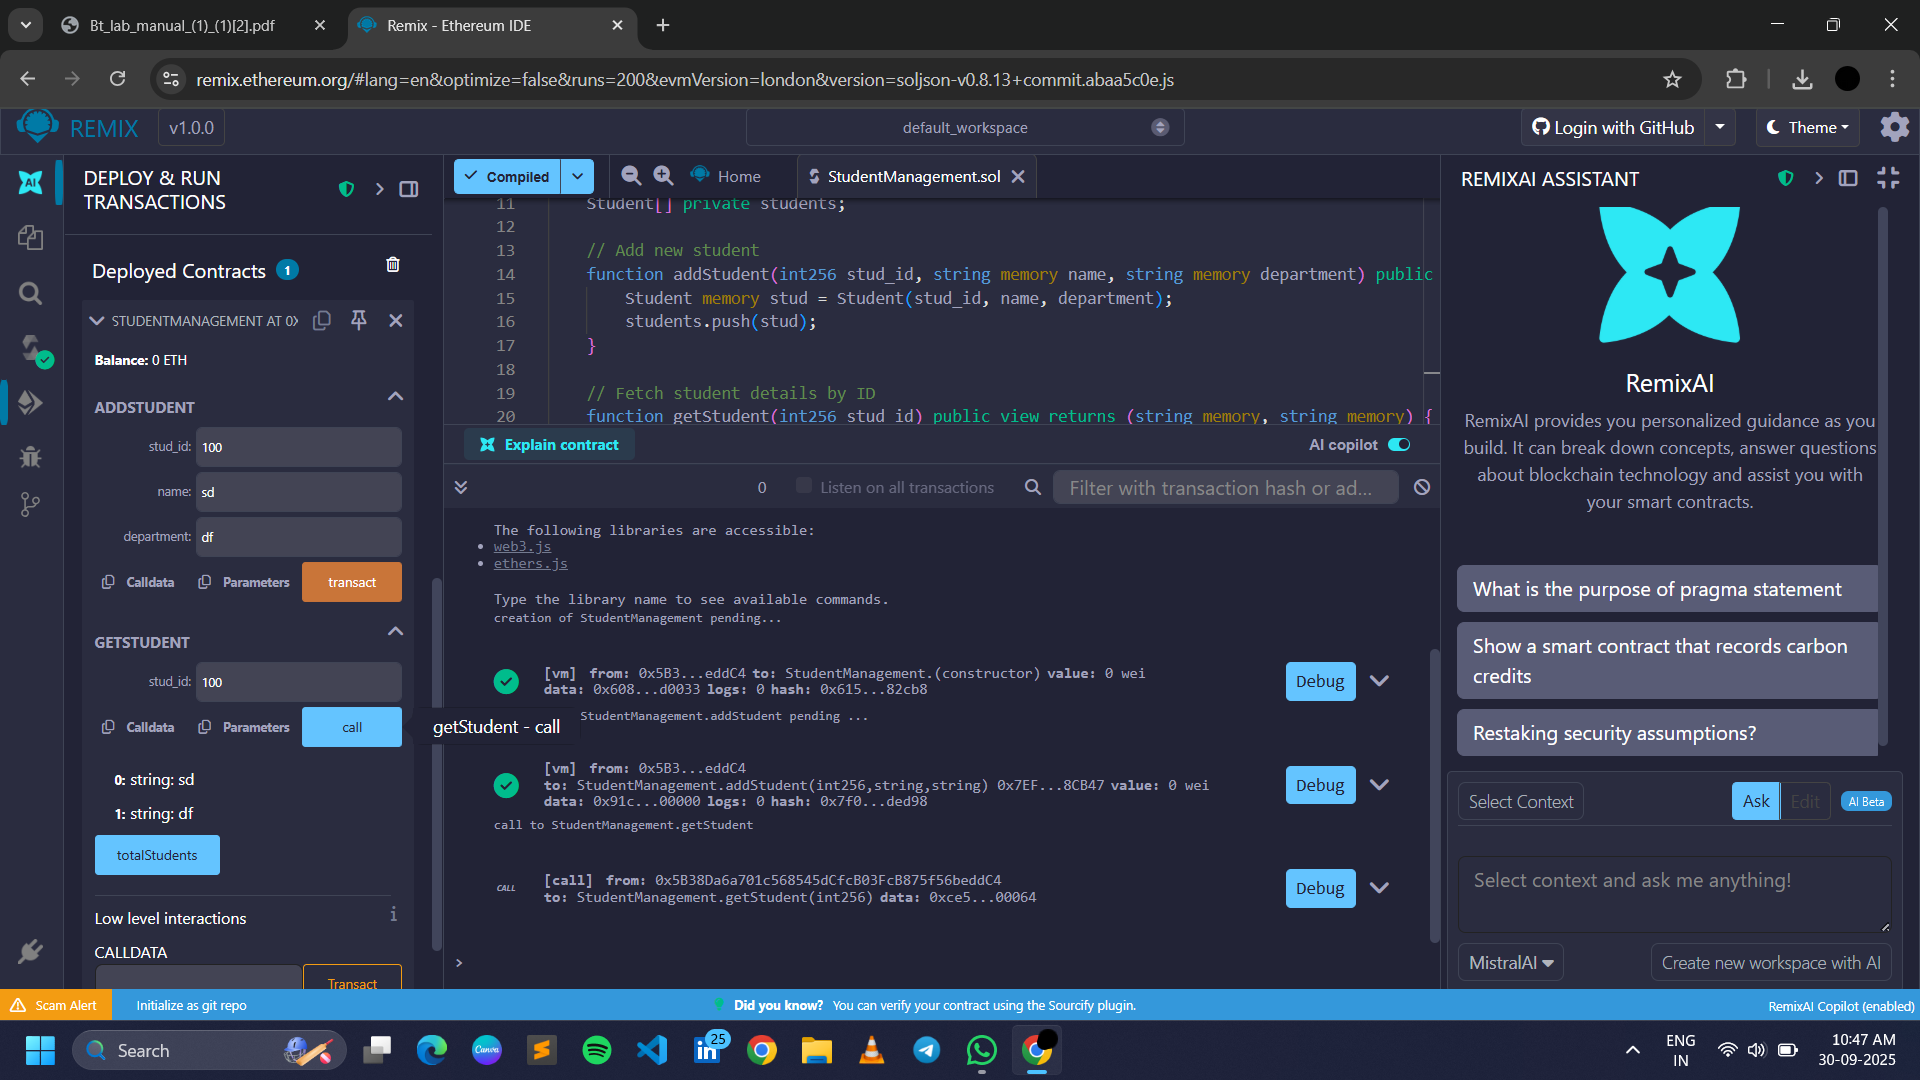 Bt_lab_manual_(1)_(1)[2].pdf
Remix - Ethereum IDE
remix.ethereum.org/#lang=en&optimize=false&runs=200&evmVersion=london&version=soljson-v0.8.13+commit.abaa5c0e.js
REMIX
v1.0.0
default_workspace
Login with GitHub
Theme
AI
DEPLOY & RUN
TRANSACTIONS
Deployed Contracts 1
STUDENTMANAGEMENT AT 0X
Balance: 0 ETH
ADDSTUDENT
stud_id: 100
name: sd
department: df
Calldata Parameters transact
GETSTUDENT
stud_id: 100
Calldata Parameters call
getStudent - call
0: string: sd
1: string: df
totalStudents
Low level interactions
i
CALLDATA
Transact
Compiled
Home
StudentManagement.sol
11 Student[] private students;
12
13 // Add new student
14 function addStudent(int256 stud_id, string memory name, string memory department) public
15 Student memory stud = Student(stud_id, name, department);
16 students.push(stud);
17 }
18
19 // Fetch student details by ID
20 function getStudent(int256 stud_id) public view returns (string memory, string memory) {
Explain contract
AI copilot
0
Listen on all transactions
Filter with transaction hash or ad...
The following libraries are accessible:
• web3.js
• ethers.js
Type the library name to see available commands.
creation of StudentManagement pending...
[vm] from: 0x5B3...eddC4 to: StudentManagement.(constructor) value: 0 wei
data: 0x608...d0033 logs: 0 hash: 0x615...82cb8
Debug
StudentManagement.addStudent pending ...
[vm] from: 0x5B3...eddC4
to: StudentManagement.addStudent(int256,string,string) 0x7EF...8CB47 value: 0 wei
data: 0x91c...00000 logs: 0 hash: 0x7f0...ded98
Debug
call to StudentManagement.getStudent
CALL
[call] from: 0x5B38Da6a701c568545dCfcB03FcB875f56beddC4
to: StudentManagement.getStudent(int256) data: 0xce5...00064
Debug
>
REMIXAI ASSISTANT
RemixAI
RemixAI provides you personalized guidance as you
build. It can break down concepts, answer questions
about blockchain technology and assist you with
your smart contracts.
What is the purpose of pragma statement
Show a smart contract that records carbon
credits
Restaking security assumptions?
Select Context
Ask
Edit
AI Beta
Select context and ask me anything!
MistralAI
Create new workspace with AI
Scam Alert
Initialize as git repo
Did you know? You can verify your contract using the Sourcify plugin.
RemixAI Copilot (enabled)
Search
Canva
25
ENG
IN
10:47 AM
30-09-2025